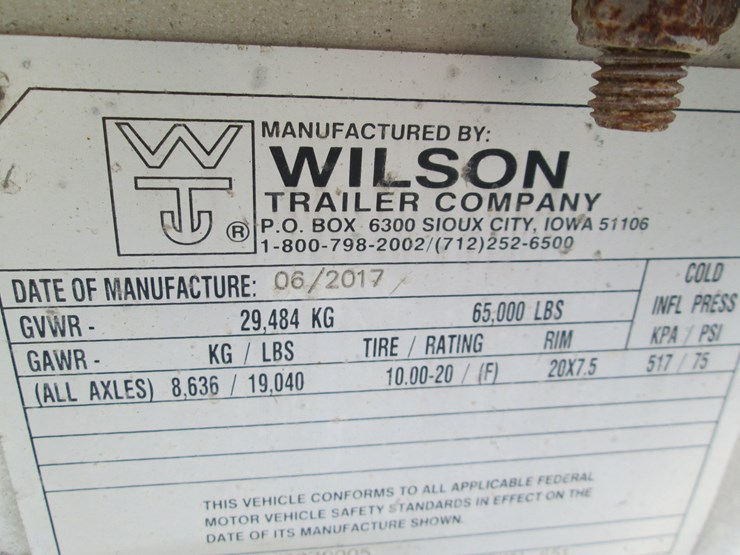 WTJ ®
MANUFACTURED BY:
WILSON
TRAILER COMPANY
P.O. BOX 6300 SIOUX CITY, IOWA 51106
1-800-798-2002/(712)252-6500
DATE OF MANUFACTURE: 06/2017
COLD
INFL PRESS
GVWR - 29,484 KG 65,000 LBS
GAWR - KG / LBS TIRE / RATING RIM KPA / PSI
(ALL AXLES) 8,636 / 19,040 10.00-20 / (F) 20X7.5 517 / 75
THIS VEHICLE CONFORMS TO ALL APPLICABLE FEDERAL
MOTOR VEHICLE SAFETY STANDARDS IN EFFECT ON THE
DATE OF ITS MANUFACTURE SHOWN.